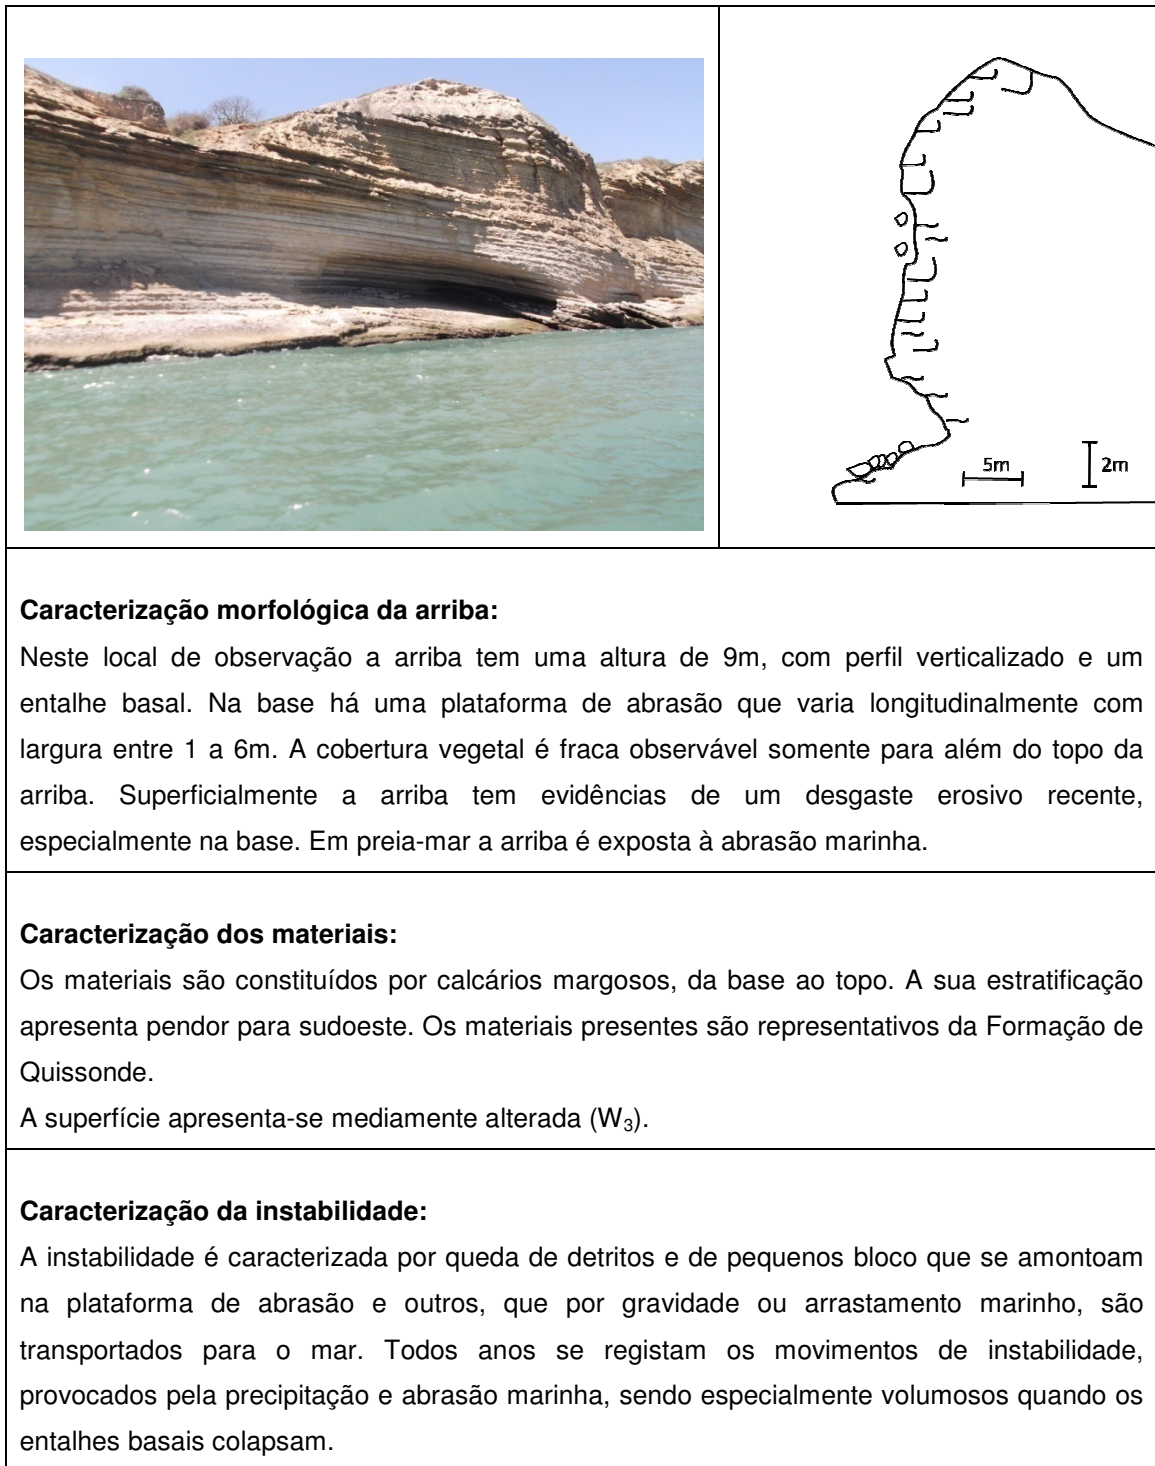 5m
2m
Caracterização morfológica da arriba:
Neste local de observação a arriba tem uma altura de 9m, com perfil verticalizado e um
entalhe basal. Na base há uma plataforma de abrasão que varia longitudinalmente com
largura entre 1 a 6m. A cobertura vegetal é fraca observável somente para além do topo da
arriba. Superficialmente a arriba tem evidências de um desgaste erosivo recente,
especialmente na base. Em preia-mar a arriba é exposta à abrasão marinha.
Caracterização dos materiais:
Os materiais são constituídos por calcários margosos, da base ao topo. A sua estratificação
apresenta pendor para sudoeste. Os materiais presentes são representativos da Formação de
Quissonde.
A superfície apresenta-se mediamente alterada (W₃).
Caracterização da instabilidade:
A instabilidade é caracterizada por queda de detritos e de pequenos bloco que se amontoam
na plataforma de abrasão e outros, que por gravidade ou arrastamento marinho, são
transportados para o mar. Todos anos se registam os movimentos de instabilidade,
provocados pela precipitação e abrasão marinha, sendo especialmente volumosos quando os
entalhes basais colapsam.